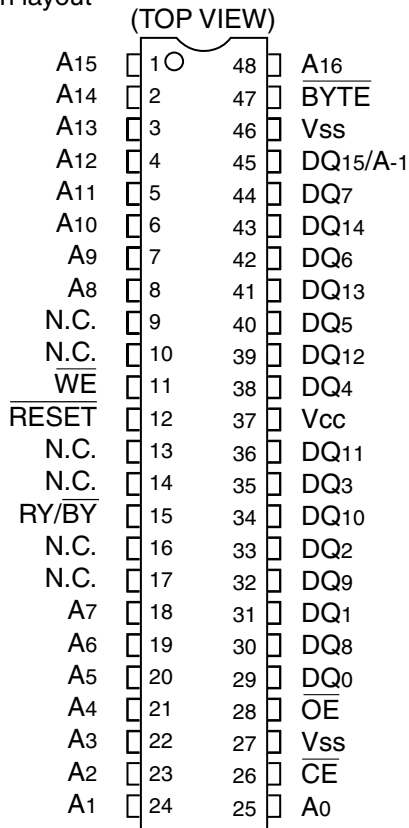 layout
(TOP VIEW)
A15 1 48 A16
A14 2 47 BYTE
A13 3 46 Vss
A12 4 45 DQ15/A-1
A11 5 44 DQ7
A10 6 43 DQ14
A9 7 42 DQ6
A8 8 41 DQ13
N.C. 9 40 DQ5
N.C. 10 39 DQ12
WE 11 38 DQ4
RESET 12 37 Vcc
N.C. 13 36 DQ11
N.C. 14 35 DQ3
RY/BY 15 34 DQ10
N.C. 16 33 DQ2
N.C. 17 32 DQ9
A7 18 31 DQ1
A6 19 30 DQ8
A5 20 29 DQ0
A4 21 28 OE
A3 22 27 Vss
A2 23 26 CE
A1 24 25 A0